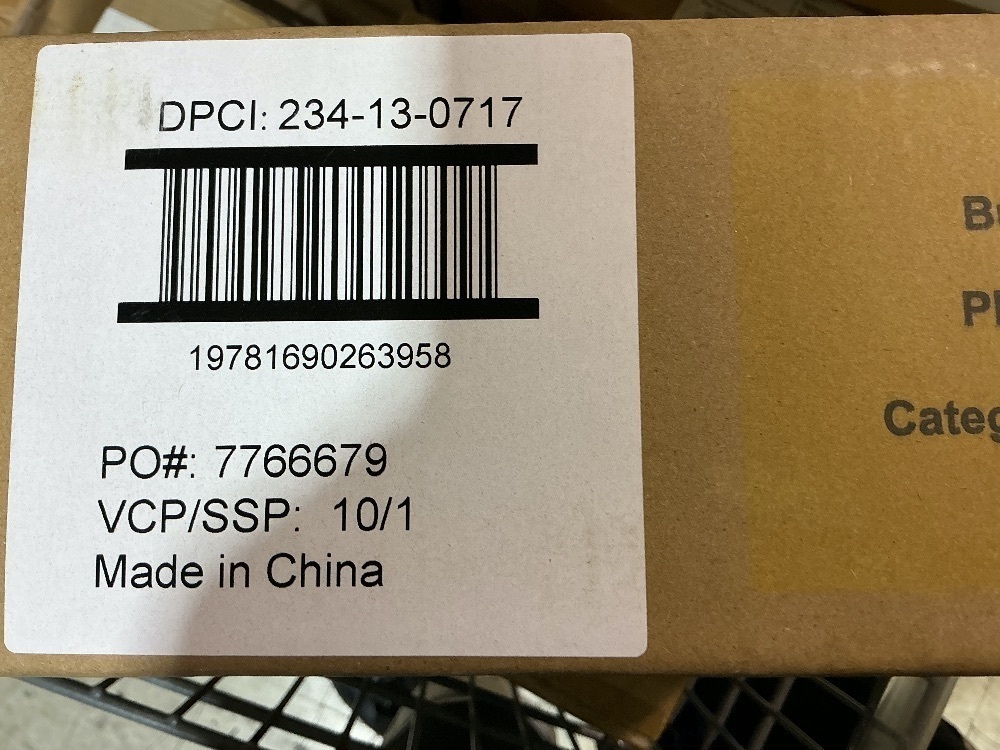 DPCI: 234-13-0717
19781690263958
PO#: 7766679
VCP/SSP: 10/1
Made in China